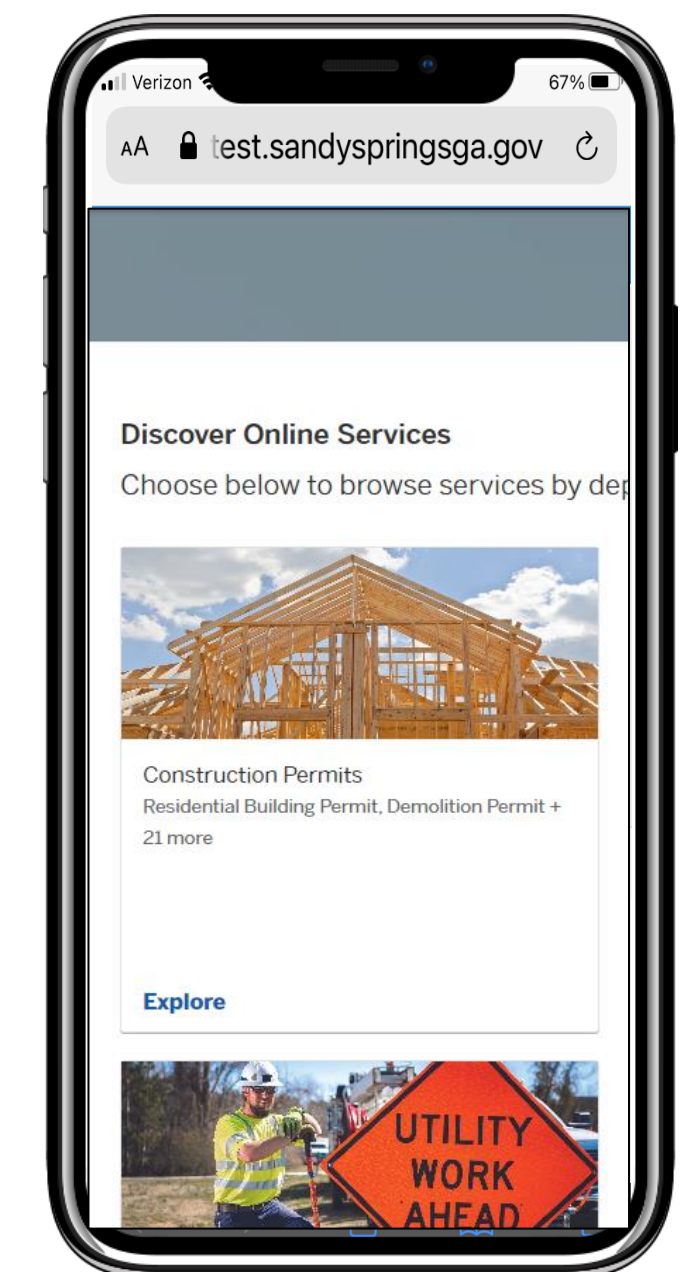 Verizon
67%
AA test.sandyspringsga.gov
Discover Online Services
Choose below to browse services by
Construction Permits
Residential Building Permit, Demolition Permit +
21 more
Explore
UTILITY
WORK
AHEAD